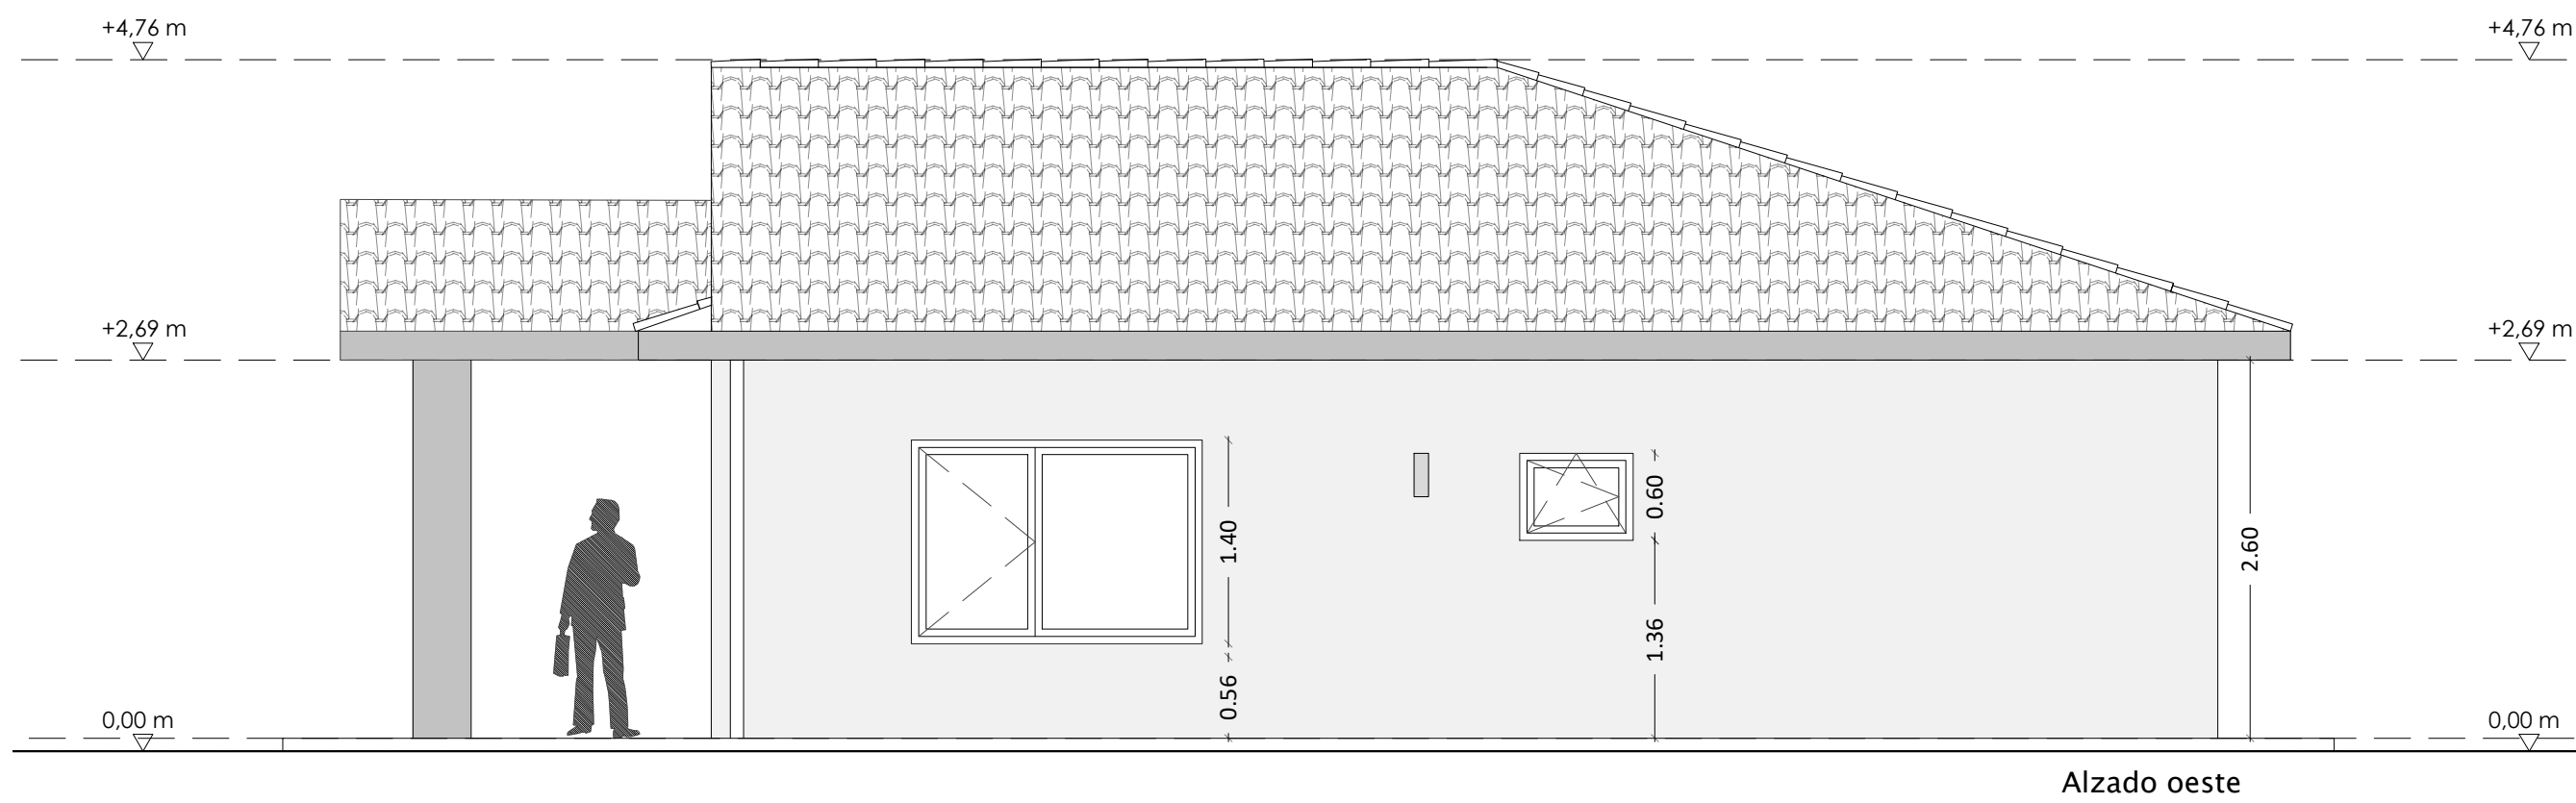 +4,76 m
+4,76 m
+2,69 m
+2,69 m
1.40
0.60
2.60
1.36
0.56
0,00 m
0,00 m
Alzado oeste